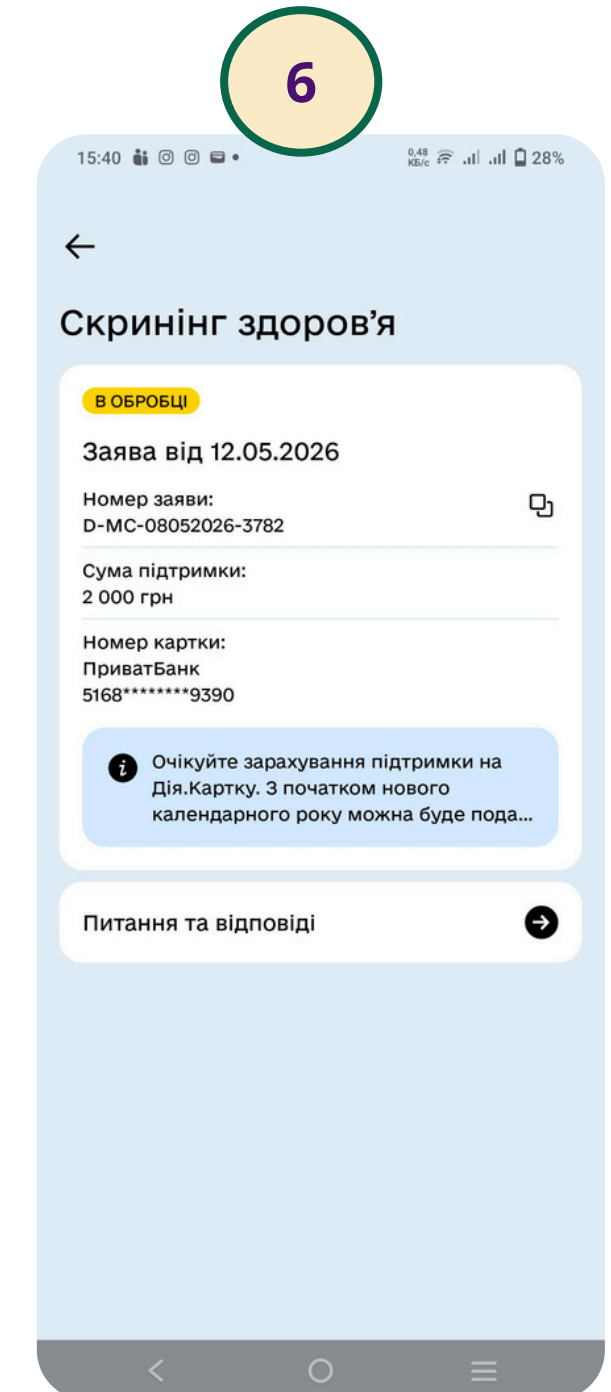 6
15:40
0,48
КБ/с
28%
Скринінг здоров’я
В ОБРОБЦІ
Заява від 12.05.2026
Номер заяви:
D-MC-08052026-3782
Сума підтримки:
2 000 грн
Номер картки:
ПриватБанк
5168********9390
Очікуйте зарахування підтримки на
Дія.Картку. З початком нового
календарного року можна буде пода...
Питання та відповіді